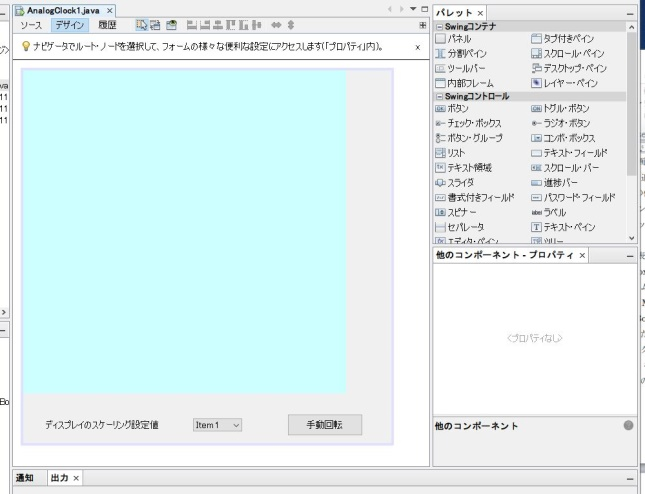 AnalogClock1.java ×
ソース デザイン 履歴
ナビゲータでルート・ノードを選択して、フォームの様々な便利な設定にアクセスします(「プロパティ」内)。 x
ディスプレイのスケーリング設定値 Item 1 手動回転
パレット ×
Swingコンテナ
パネル タブ付きペイン
分割ペイン スクロール・ペイン
ツールバー デスクトップ・ペイン
内部フレーム レイヤー・ペイン
Swingコントロール
ボタン トグル・ボタン
チェック・ボックス ラジオ・ボタン
ボタン・グループ コンボ・ボックス
リスト テキスト・フィールド
テキスト領域 スクロール・バー
スライダ 進捗バー
書式付きフィールド パスワード・フィールド
スピナー ラベル
セパレータ テキスト・ペイン
エディタ・ペイン ツリー
他のコンポーネント - プロパティ ×
<プロパティなし>
他のコンポーネント
通知 出力 ×
va
11
11
11
Bo